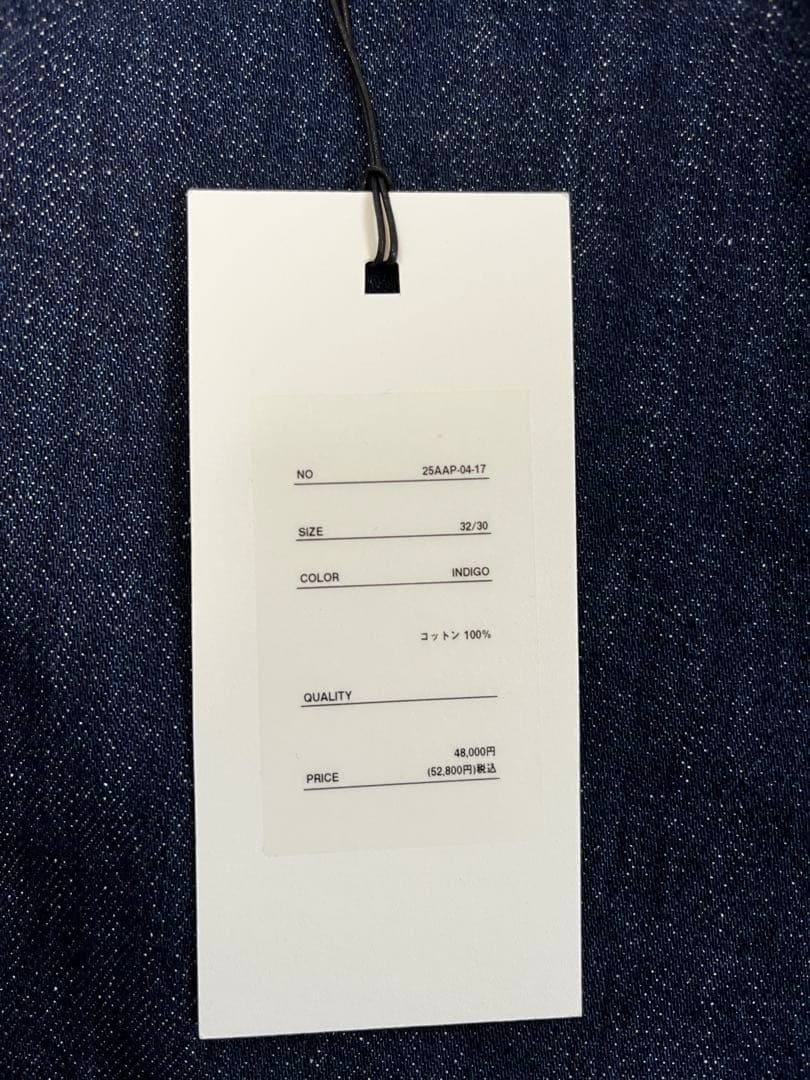 NO 25AAP-04-17
SIZE 32/30
COLOR INDIGO
コットン 100%
QUALITY
48,000円
PRICE (52,800円)税込